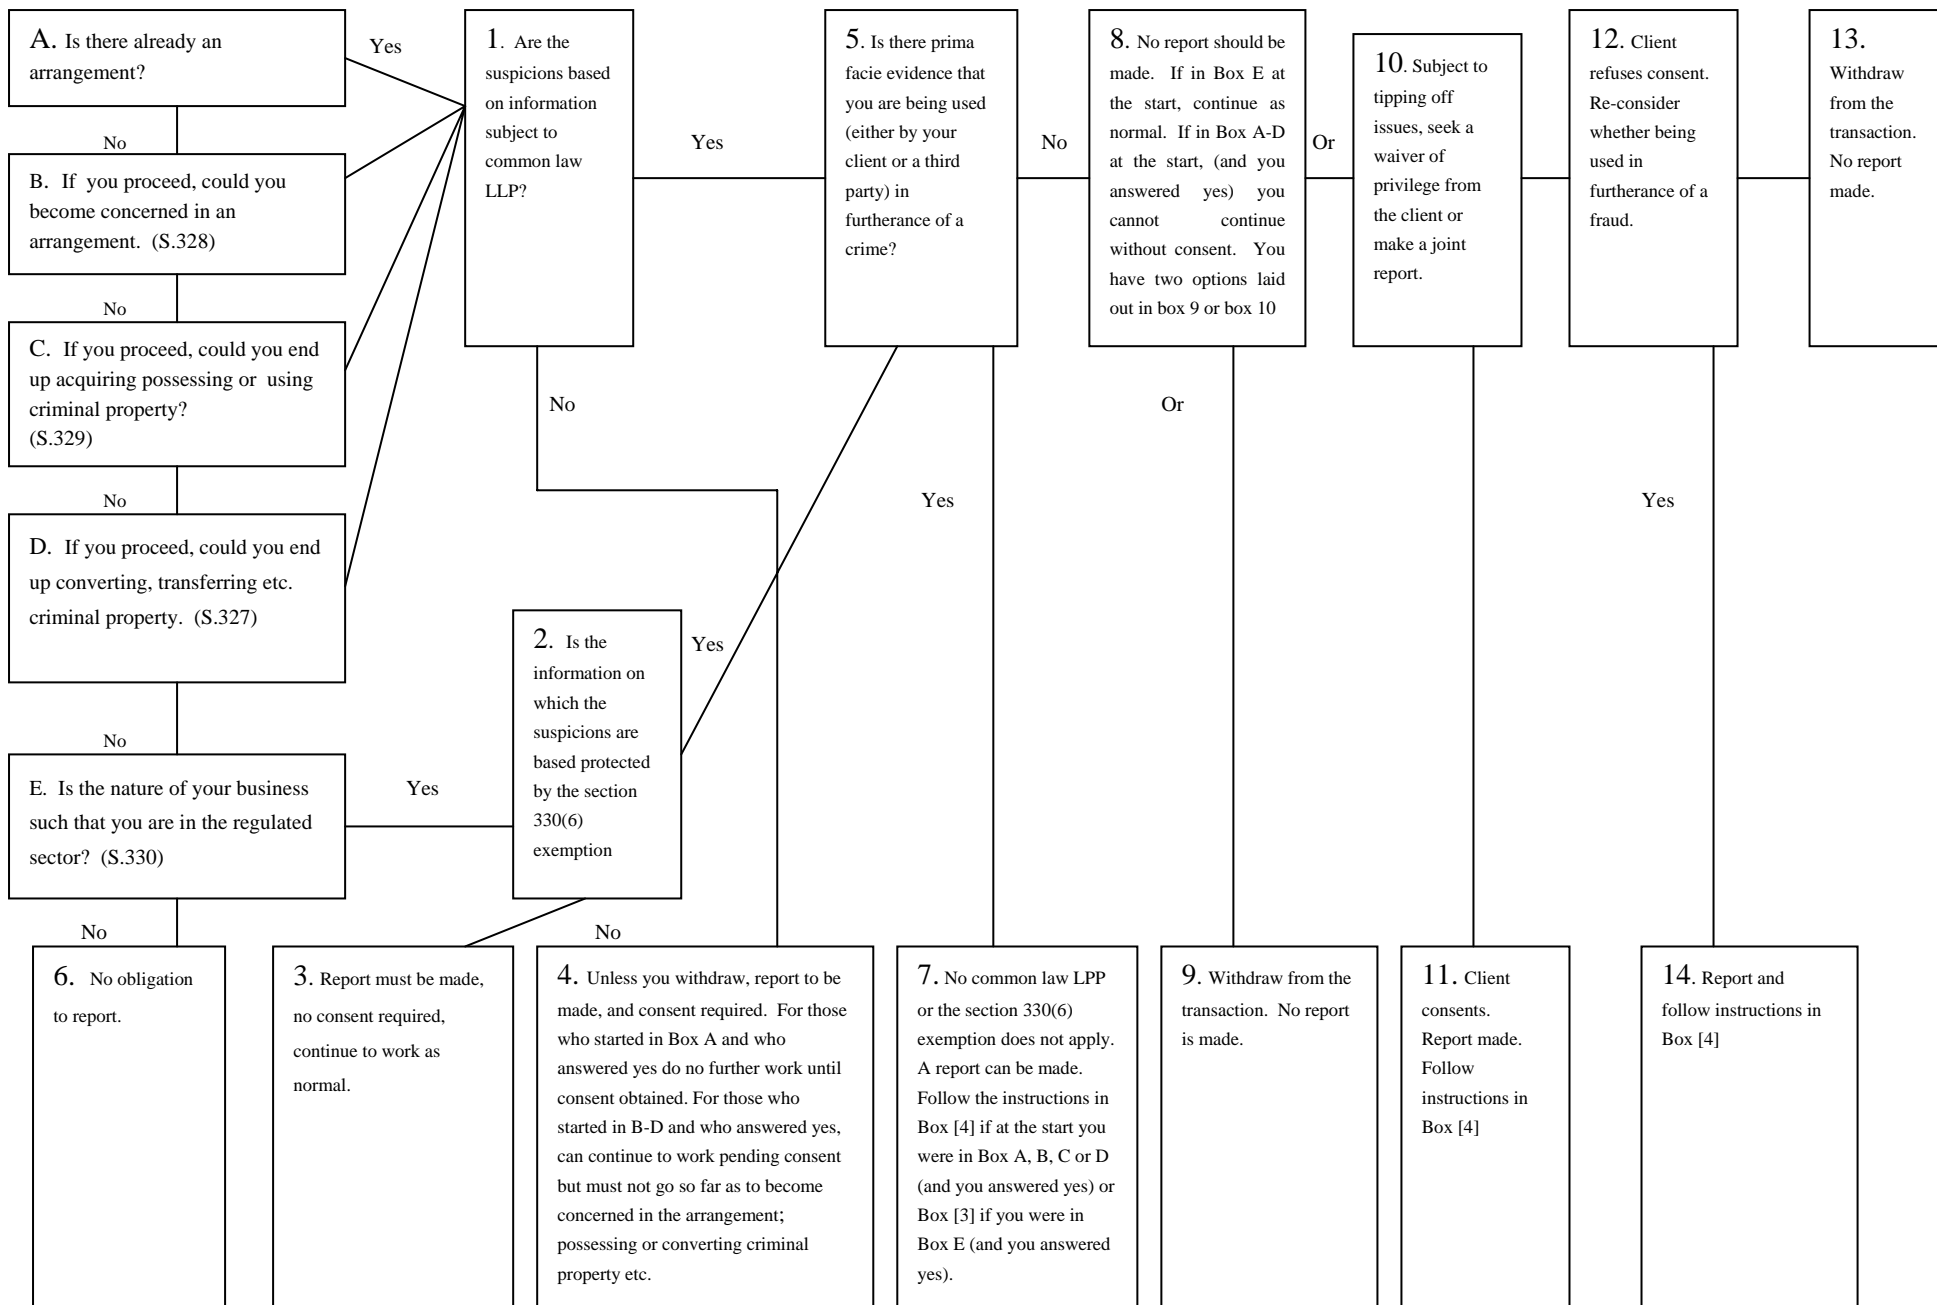 A. Is there already an
arrangement?
Yes
No
B. If you proceed, could you
become concerned in an
arrangement. (S.328)
No
C. If you proceed, could you end
up acquiring possessing or using
criminal property?
(S.329)
No
D. If you proceed, could you end
up converting, transferring etc.
criminal property. (S.327)
No
E. Is the nature of your business
such that you are in the regulated
sector? (S.330)
Yes
No
1. Are the
suspicions based
on information
subject to
common law
LLP?
Yes
No
2. Is the
information on
which the
suspicions are
based protected
by the section
330(6)
exemption
Yes
No
5. Is there prima
facie evidence that
you are being used
(either by your
client or a third
party) in
furtherance of a
crime?
No
Yes
8. No report should be
made. If in Box E at
the start, continue as
normal. If in Box A-D
at the start, (and you
answered yes) you
cannot continue
without consent. You
have two options laid
out in box 9 or box 10
Or
Or
10. Subject to
tipping off
issues, seek a
waiver of
privilege from
the client or
make a joint
report.
12. Client
refuses consent.
Re-consider
whether being
used in
furtherance of a
fraud.
Yes
13.
Withdraw
from the
transaction.
No report
made.
6. No obligation
to report.
3. Report must be made,
no consent required,
continue to work as
normal.
4. Unless you withdraw, report to be
made, and consent required. For those
who started in Box A and who
answered yes do no further work until
consent obtained. For those who
started in B-D and who answered yes,
can continue to work pending consent
but must not go so far as to become
concerned in the arrangement;
possessing or converting criminal
property etc.
7. No common law LPP
or the section 330(6)
exemption does not apply.
A report can be made.
Follow the instructions in
Box [4] if at the start you
were in Box A, B, C or D
(and you answered yes) or
Box [3] if you were in
Box E (and you answered
yes).
9. Withdraw from the
transaction. No report
is made.
11. Client
consents.
Report made.
Follow
instructions in
Box [4]
14. Report and
follow instructions in
Box [4]